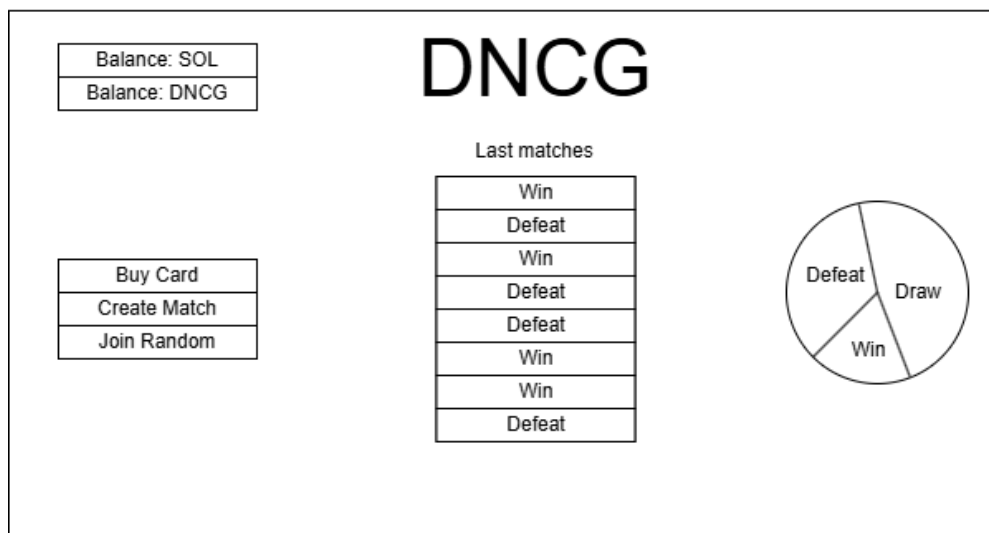 Balance: SOL
Balance: DNCG
DNCG
Last matches
Win
Defeat
Win
Defeat
Defeat
Win
Win
Defeat
Buy Card
Create Match
Join Random
Defeat
Draw
Win